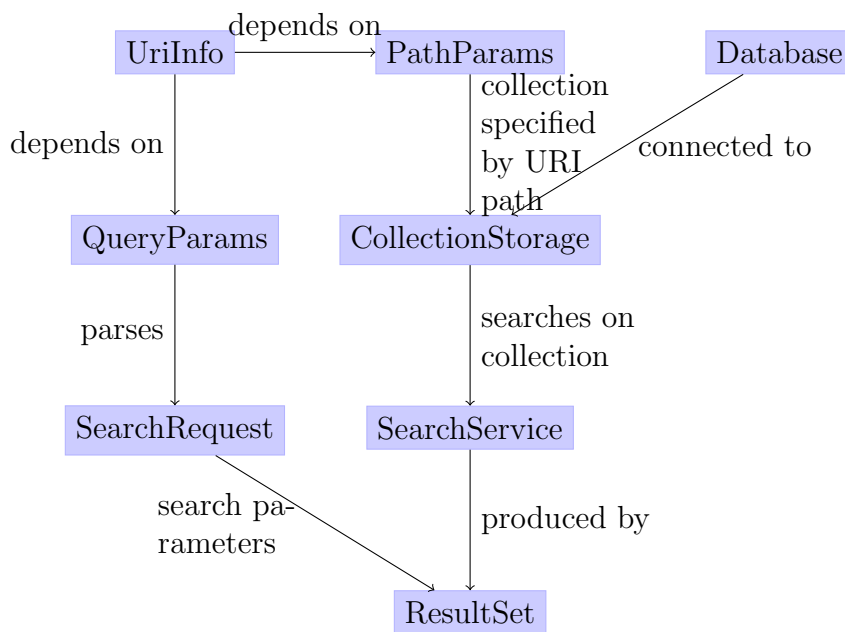 depends on
UriInfo
PathParams
Database
collection
specified
by URI
path
depends on
connected to
QueryParams
CollectionStorage
parses
searches on
collection
SearchRequest
SearchService
search pa-
rameters
produced by
ResultSet